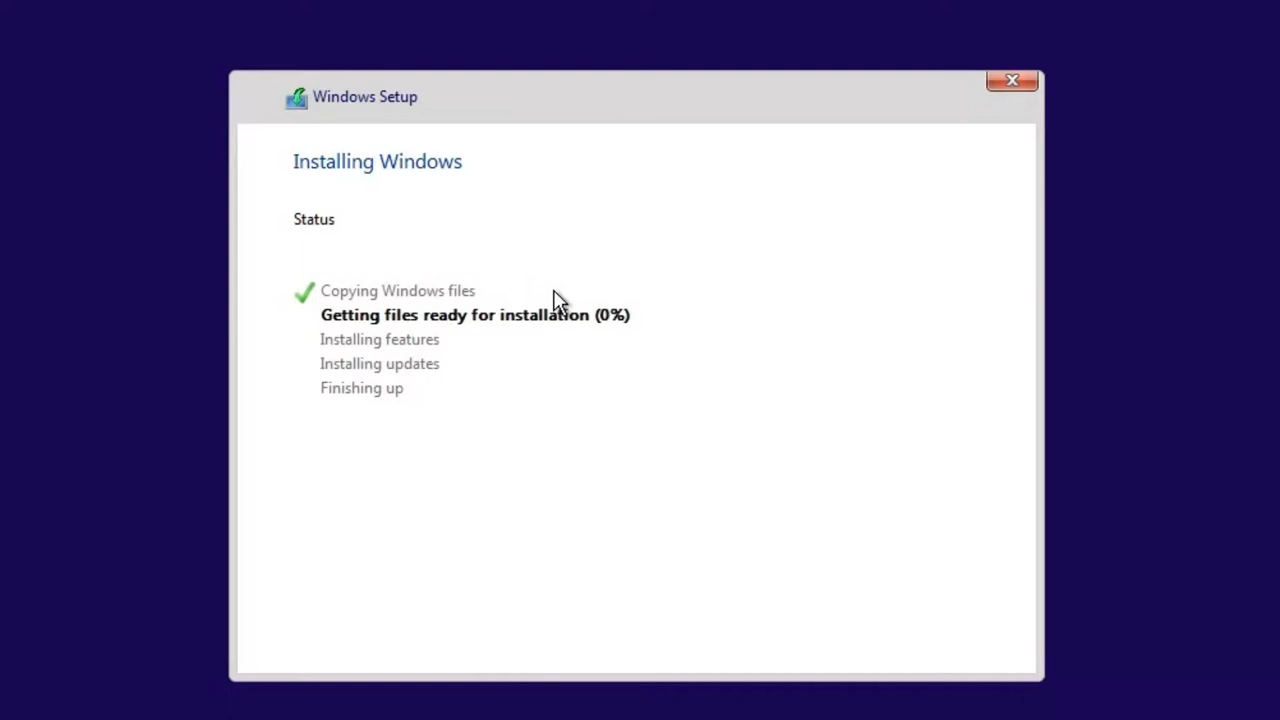 Windows Setup
Installing Windows
Status
Copying Windows files
Getting files ready for installation (0%)
Installing features
Installing updates
Finishing up